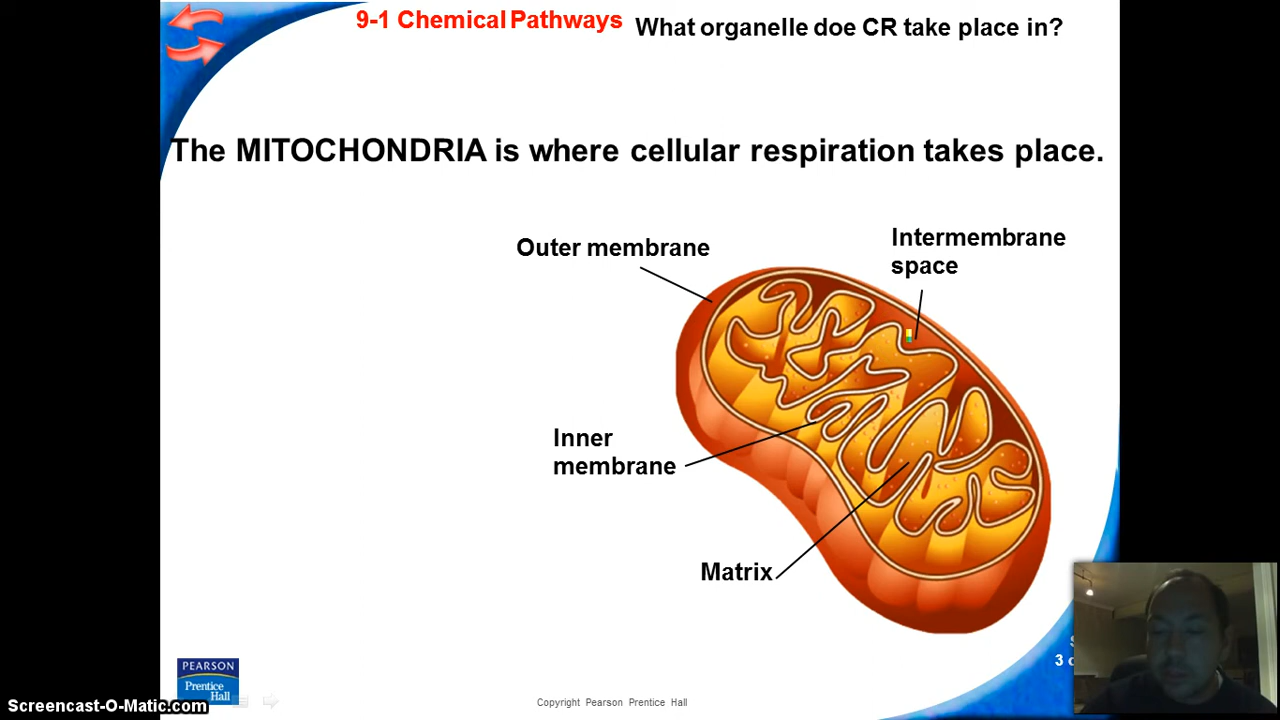 9-1 Chemical Pathways
What organelle doe CR take place in?
The MITOCHONDRIA is where cellular respiration takes place.
Outer membrane
Intermembrane
space
Inner
membrane
Matrix
PEARSON
Prentice
Hall
Copyright Pearson Prentice Hall
Screencast-O-Matic.com